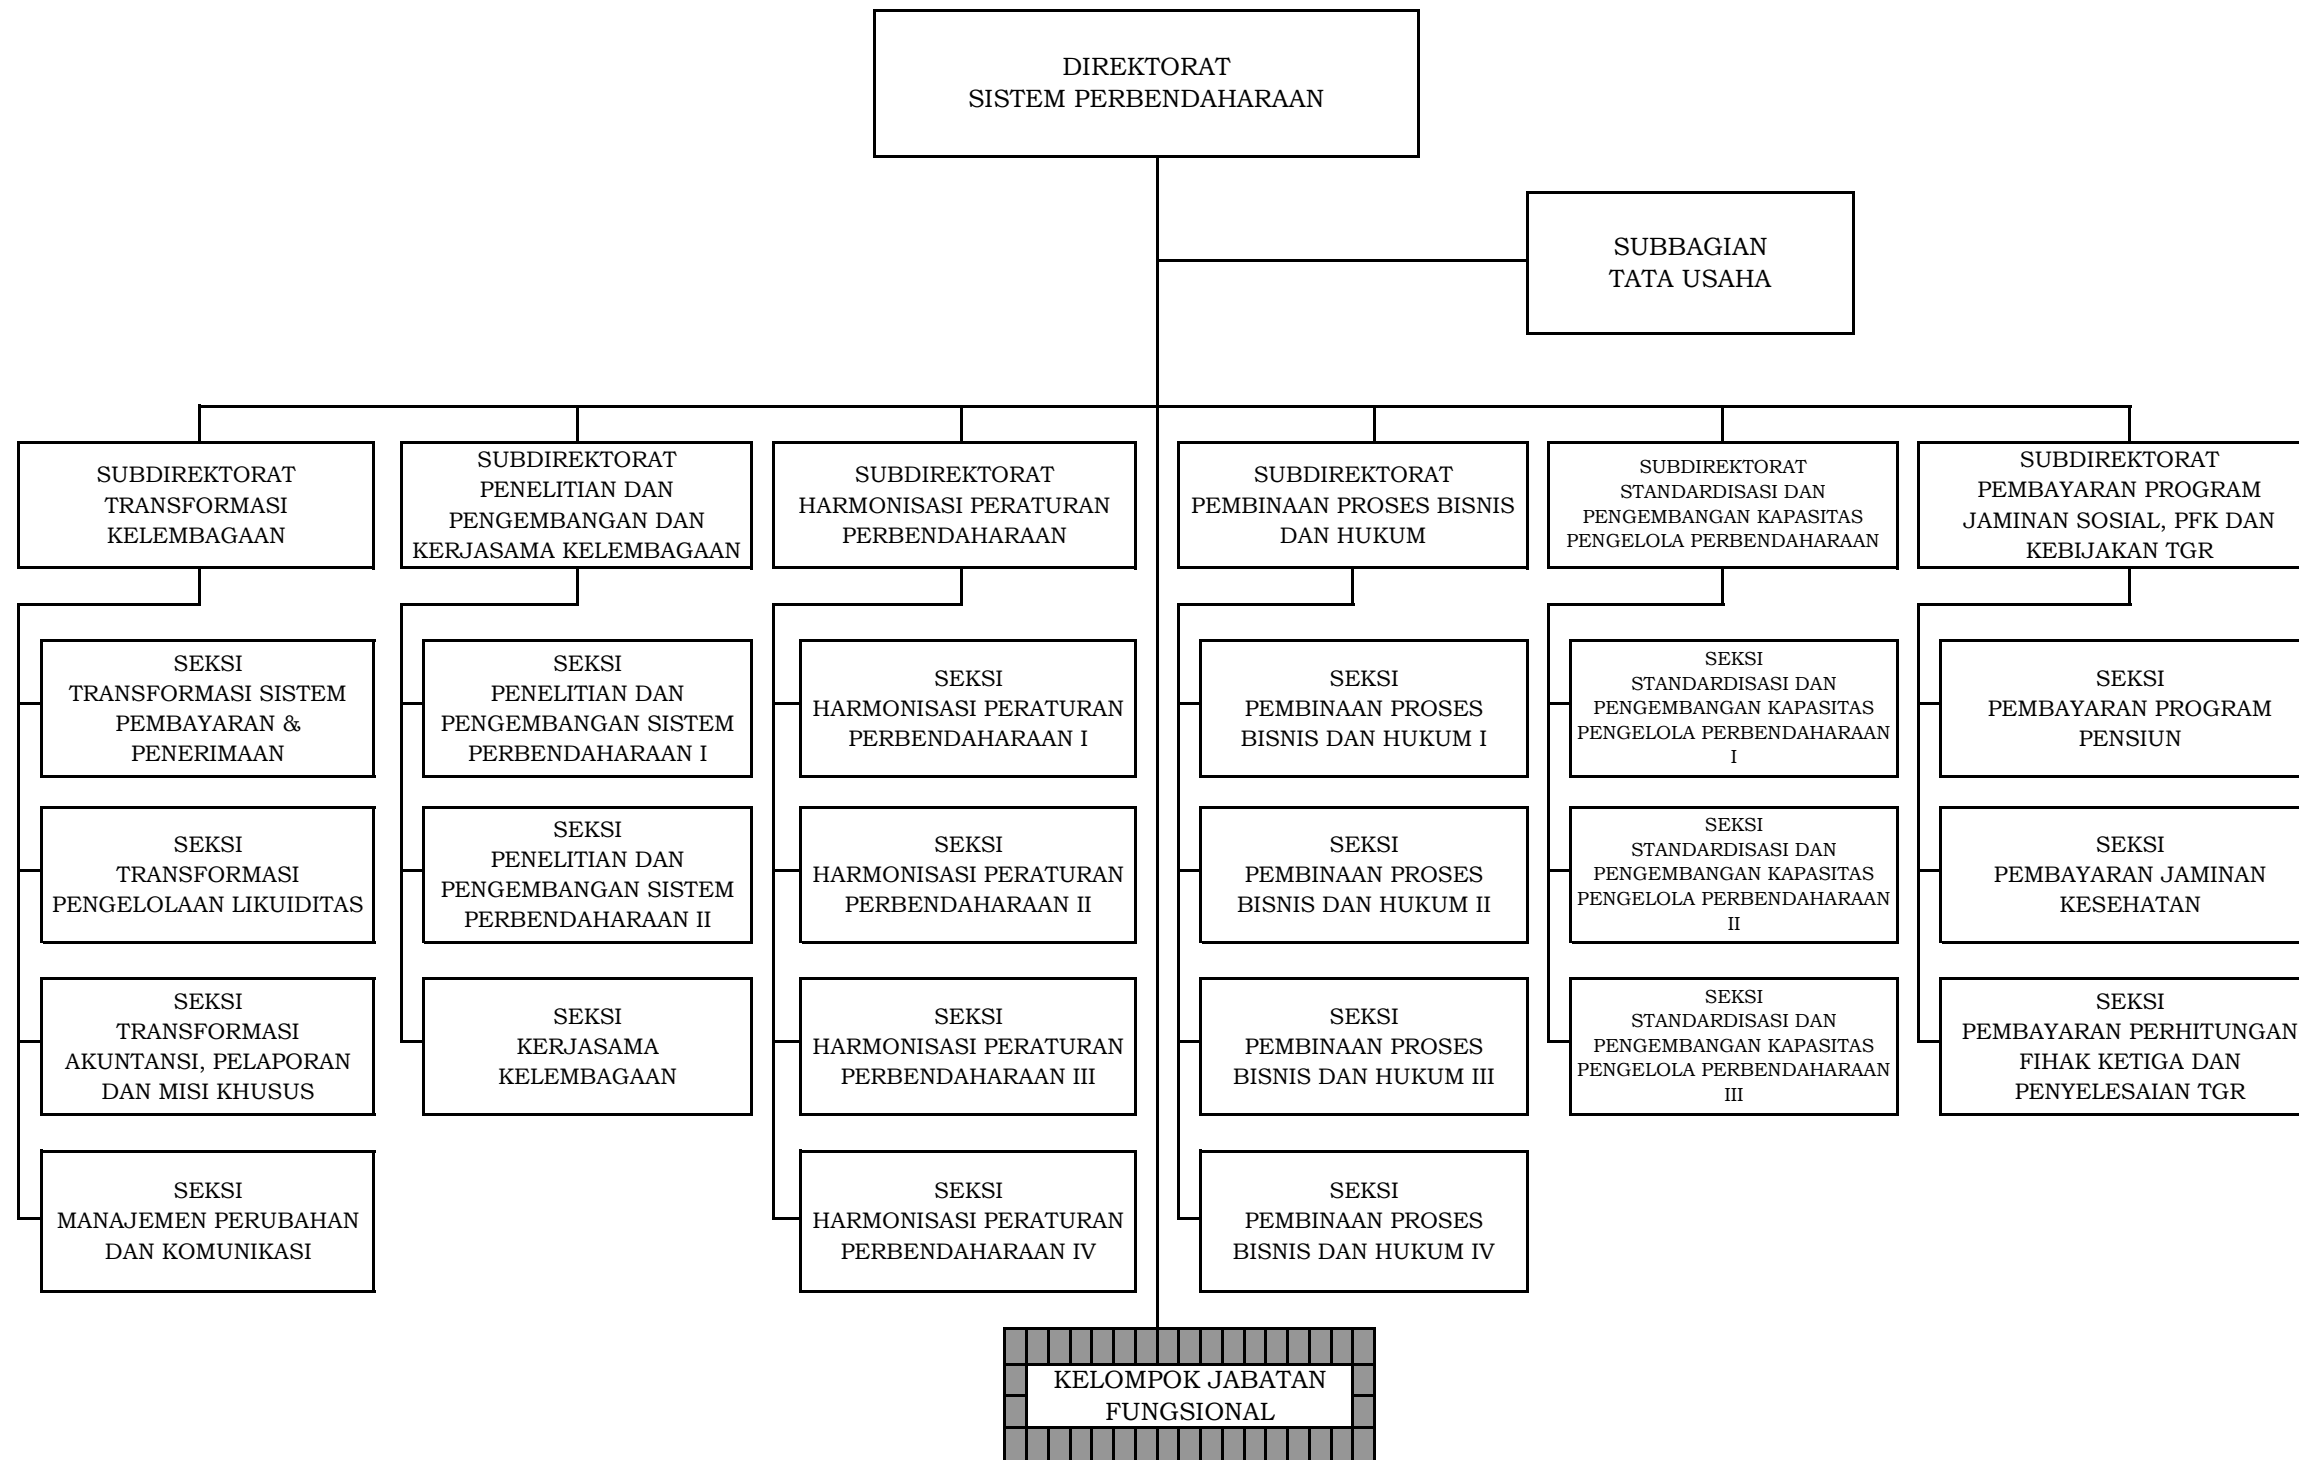 DIREKTORAT
SISTEM PERBENDAHARAAN
SUBBAGIAN
TATA USAHA
SUBDIREKTORAT
TRANSFORMASI
KELEMBAGAAN
SUBDIREKTORAT
PENELITIAN DAN
PENGEMBANGAN DAN
KERJASAMA KELEMBAGAAN
SUBDIREKTORAT
HARMONISASI PERATURAN
PERBENDAHARAAN
SUBDIREKTORAT
PEMBINAAN PROSES BISNIS
DAN HUKUM
SUBDIREKTORAT
STANDARDISASI DAN
PENGEMBANGAN KAPASITAS
PENGELOLA PERBENDAHARAAN
SUBDIREKTORAT
PEMBAYARAN PROGRAM
JAMINAN SOSIAL, PFK DAN
KEBIJAKAN TGR
SEKSI
TRANSFORMASI SISTEM
PEMBAYARAN &
PENERIMAAN
SEKSI
PENELITIAN DAN
PENGEMBANGAN SISTEM
PERBENDAHARAAN I
SEKSI
HARMONISASI PERATURAN
PERBENDAHARAAN I
SEKSI
PEMBINAAN PROSES
BISNIS DAN HUKUM I
SEKSI
STANDARDISASI DAN
PENGEMBANGAN KAPASITAS
PENGELOLA PERBENDAHARAAN
I
SEKSI
PEMBAYARAN PROGRAM
PENSIUN
SEKSI
TRANSFORMASI
PENGELOLAAN LIKUIDITAS
SEKSI
PENELITIAN DAN
PENGEMBANGAN SISTEM
PERBENDAHARAAN II
SEKSI
HARMONISASI PERATURAN
PERBENDAHARAAN II
SEKSI
PEMBINAAN PROSES
BISNIS DAN HUKUM II
SEKSI
STANDARDISASI DAN
PENGEMBANGAN KAPASITAS
PENGELOLA PERBENDAHARAAN
II
SEKSI
PEMBAYARAN JAMINAN
KESEHATAN
SEKSI
TRANSFORMASI
AKUNTANSI, PELAPORAN
DAN MISI KHUSUS
SEKSI
KERJASAMA
KELEMBAGAAN
SEKSI
HARMONISASI PERATURAN
PERBENDAHARAAN III
SEKSI
PEMBINAAN PROSES
BISNIS DAN HUKUM III
SEKSI
STANDARDISASI DAN
PENGEMBANGAN KAPASITAS
PENGELOLA PERBENDAHARAAN
III
SEKSI
PEMBAYARAN PERHITUNGAN
FIHAK KETIGA DAN
PENYELESAIAN TGR
SEKSI
MANAJEMEN PERUBAHAN
DAN KOMUNIKASI
SEKSI
HARMONISASI PERATURAN
PERBENDAHARAAN IV
SEKSI
PEMBINAAN PROSES
BISNIS DAN HUKUM IV
KELOMPOK JABATAN
FUNGSIONAL